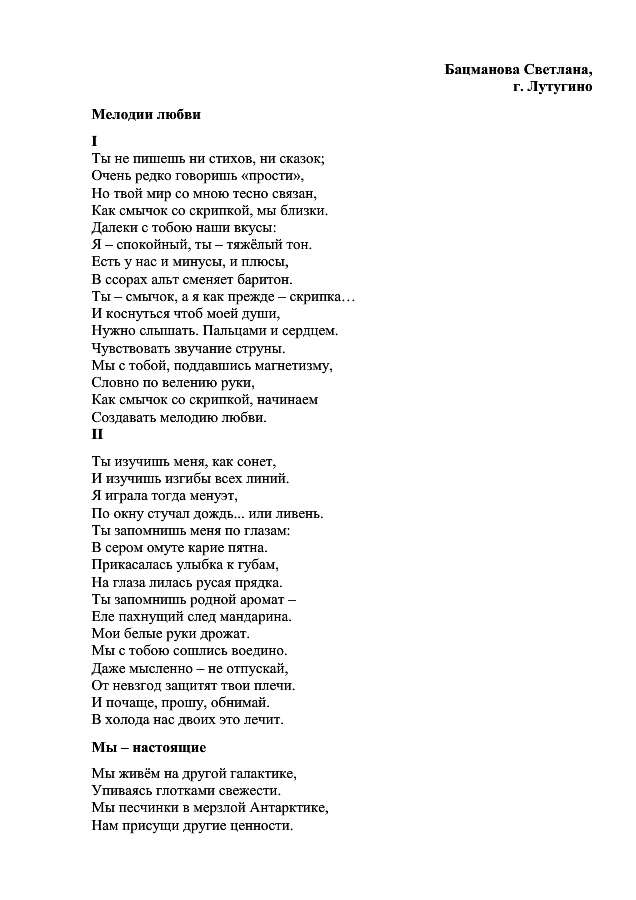 Бацманова Светлана,
г. Лутугино
Мелодии любви
I
Ты не пишешь ни стихов, ни сказок;
Очень редко говоришь «прости»,
Но твой мир со мною тесно связан,
Как смычок со скрипкой, мы близки.
Далеки с тобою наши вкусы:
Я – спокойный, ты – тяжёлый тон.
Есть у нас и минусы, и плюсы,
В ссорах альт сменяет баритон.
Ты – смычок, а я как прежде – скрипка…
И коснуться чтоб моей души,
Нужно слышать. Пальцами и сердцем.
Чувствовать звучание струны.
Мы с тобой, поддавшись магнетизму,
Словно по велению руки,
Как смычок со скрипкой, начинаем
Создавать мелодию любви.
II
Ты изучишь меня, как сонет,
И изучишь изгибы всех линий.
Я играла тогда менуэт,
По окну стучал дождь... или ливень.
Ты запомнишь меня по глазам:
В сером омуте карие пятна.
Прикасалась улыбка к губам,
На глаза лилась русая прядка.
Ты запомнишь родной аромат –
Еле пахнущий след мандарина.
Мои белые руки дрожат.
Мы с тобою сошлись воедино.
Даже мысленно – не отпускай,
От невзгод защитят твои плечи.
И почаще, прошу, обнимай.
В холода нас двоих это лечит.
Мы – настоящие
Мы живём на другой галактике,
Упиваясь глотками свежести.
Мы песчинки в мерзлой Антарктике,
Нам присущи другие ценности.